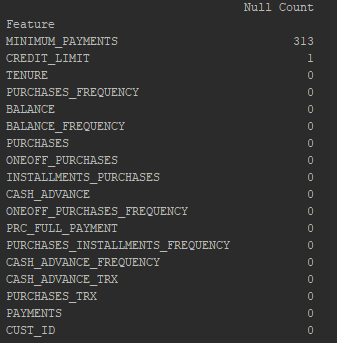 Null Count
Feature
MINIMUM_PAYMENTS 313
CREDIT_LIMIT 1
TENURE 0
PURCHASES_FREQUENCY 0
BALANCE 0
BALANCE_FREQUENCY 0
PURCHASES 0
ONEOFF_PURCHASES 0
INSTALLMENTS_PURCHASES 0
CASH_ADVANCE 0
ONEOFF_PURCHASES_FREQUENCY 0
PRC_FULL_PAYMENT 0
PURCHASES_INSTALLMENTS_FREQUENCY 0
CASH_ADVANCE_FREQUENCY 0
CASH_ADVANCE_TRX 0
PURCHASES_TRX 0
PAYMENTS 0
CUST_ID 0